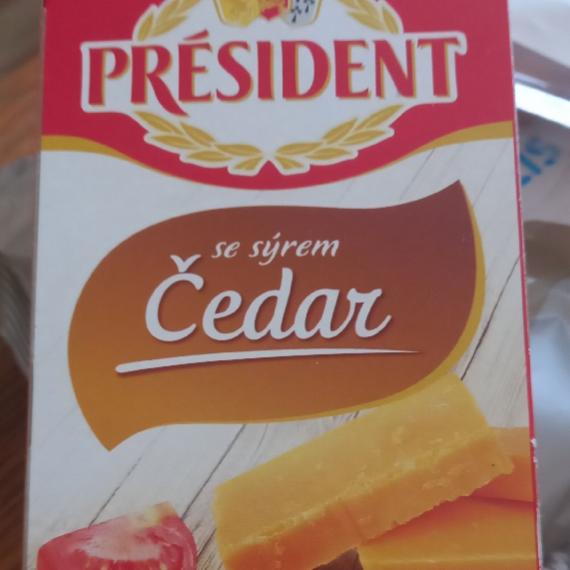 PRÉSIDENT
se sýrem
Čedar